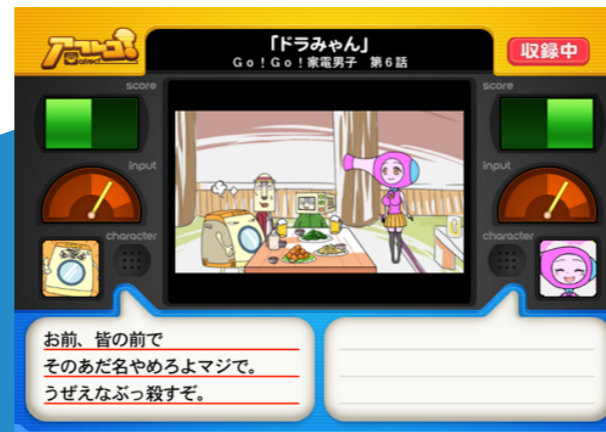 アフレコ!
airect
「ドラみゃん」
Go!Go!家電男子 第6話
収録中
score
score
input
input
character
character
お前、皆の前で
そのあだ名やめろよマジで。
うぜえなぶっ殺すぞ。